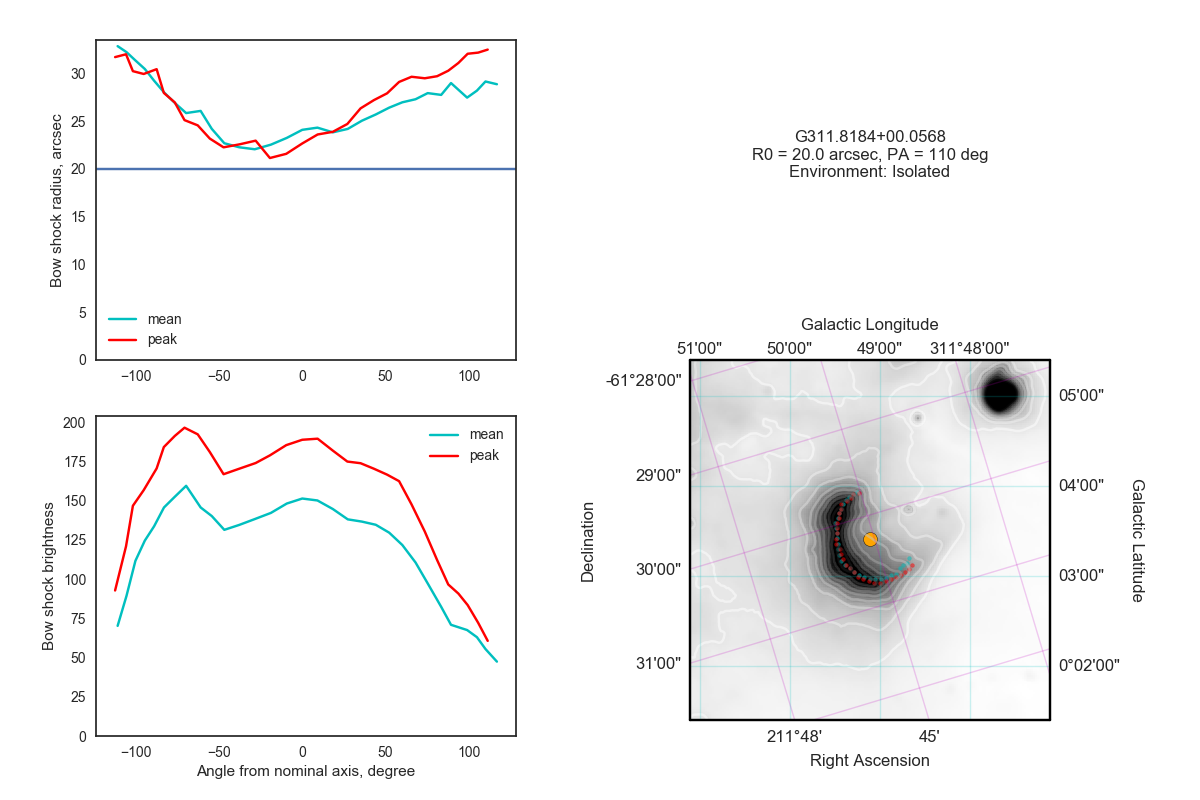 30
25
20
15
10
5
0
Bow shock radius, arcsec
mean
peak
−100
−50
0
50
100
G311.8184+00.0568
R0 = 20.0 arcsec, PA = 110 deg
Environment: Isolated
200
175
150
125
100
75
50
25
0
Bow shock brightness
mean
peak
−100
−50
0
50
100
Angle from nominal axis, degree
Galactic Longitude
51'00"
50'00"
49'00"
311°48'00"
-61°28'00"
29'00"
30'00"
31'00"
Declination
05'00"
04'00"
03'00"
0°02'00"
Galactic Latitude
211°48'
45'
Right Ascension